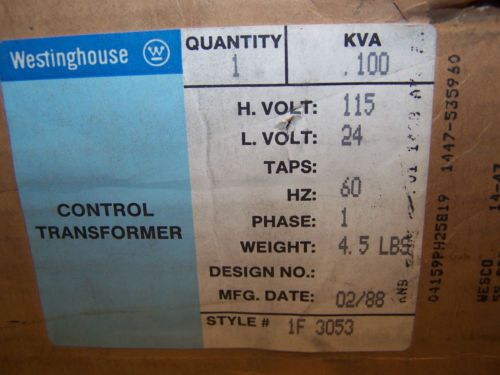 Westinghouse W
QUANTITY KVA
1 .100
H. VOLT: 115
L. VOLT: 24
TAPS:
HZ: 60
PHASE: 1
WEIGHT: 4.5 LBS
DESIGN NO.:
MFG. DATE: 02/88
STYLE # 1F 3053
CONTROL
TRANSFORMER
04159PH25819 1447-535960
WESCO